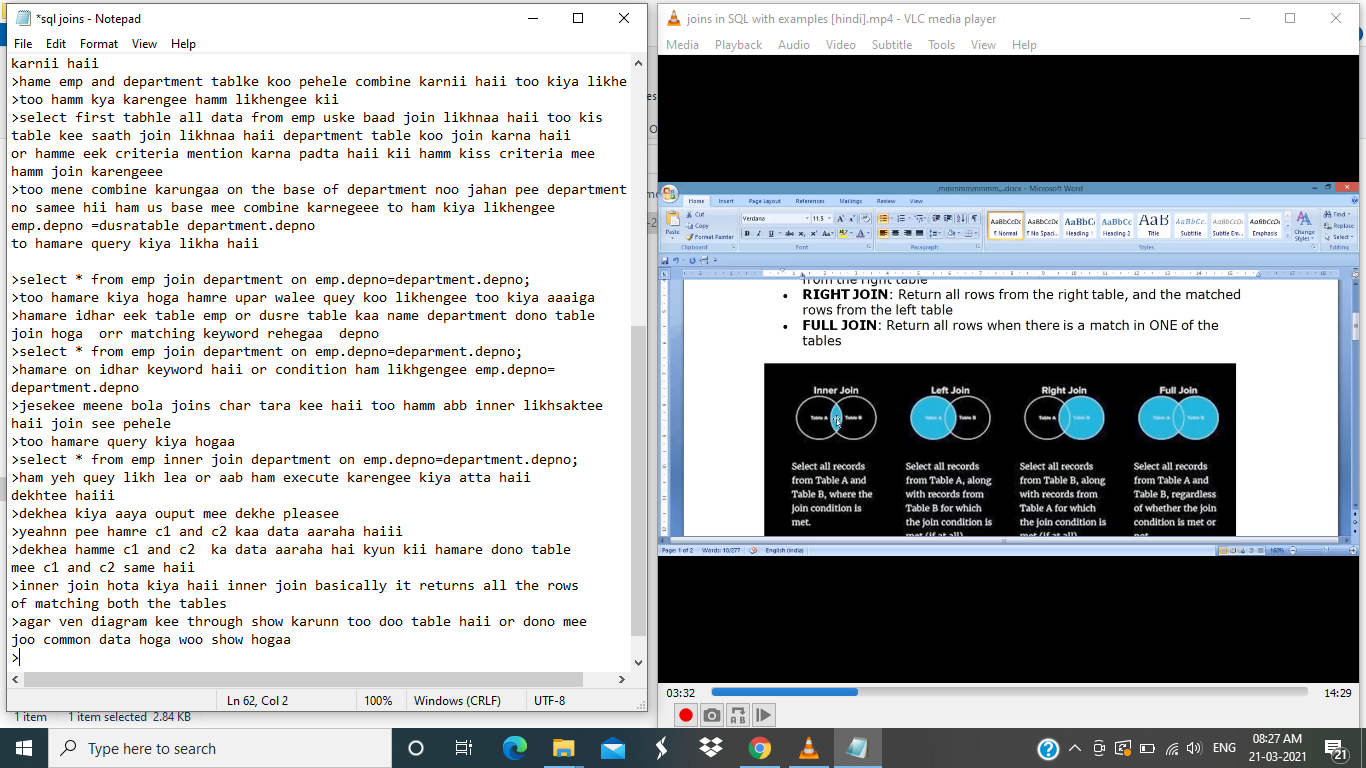 *sql joins - Notepad
File Edit Format View Help
karnii haii
>hame emp and department tablke koo pehele combine karnii haii too kiya likhe
>too hamm kya karengee hamm likhengee kii
>select first tabhle all data from emp uske baad join likhnaa haii too kis
table kee saath join likhnaa haii department table koo join karna haii
or hamme eek criteria mention karna padta haii kii hamm kiss criteria mee
hamm join karengeee
>too mene combine karungaa on the base of department noo jahan pee department
no samee hii ham us base mee combine karnegeee to ham kiya likhengee
emp.depno =dusratable department.depno
to hamare query kiya likha haii
>select *  from emp join department on emp.depno=department.depno;
>too hamare kiya hoga hamre upar walee quey koo likhengee too kiya aaaiga
>hamare idhar eek table emp or dusre table kaa name department dono table
join hoga  orr matching keyword rehegaa  depno
>select * from emp join department on emp.depno=deparment.depno;
>hamare on idhar keyword haii or condition ham likhgengee emp.depno=
department.depno
>jesekee meene bola joins char tara kee haii too hamm abb inner likhsaktee
haii join see pehele
>too hamare query kiya hogaa
>select * from emp inner join department on emp.depno=department.depno;
>ham yeh quey likh lea or aab ham execute karengee kiya atta haii
dekhtee haiii
>dekhea kiya aaya ouput mee dekhe pleasee
>yeahnn pee hamre c1 and c2 kaa data aaraha haiii
>dekhea hamme c1 and c2  ka data aaraha hai kyun kii hamare dono table
mee c1 and c2 same haii
>inner join hota kiya haii inner join basically it returns all the rows
of matching both the tables
>agar ven diagram kee through show karunn too doo table haii or dono mee
joo common data hoga woo show hogaa
>
Ln 62, Col 2 100% Windows (CRLF) UTF-8
1 item 1 item selected 2.84 KB
joins in SQL with examples [hindi].mp4 - VLC media player
Media Playback Audio Video Subtitle Tools View Help
.docx - Microsoft Word
Home Insert Page Layout References Mailings Review View
Cut
Copy
Format Painter
Paste
Verdana 11.5
AaBbCcDc AaBbCcDc AaBbC AaBbCc AaB AaBbCc. AaBbCcDc AaBbCcDc
¶ Normal ¶ No Spaci... Heading 1 Heading 2 Title Subtitle Subtle Em... Emphasis
Change
Styles
Find
Replace
Select
Clipboard Font Paragraph Styles Editing
from the right table
• RIGHT JOIN: Return all rows from the right table, and the matched
rows from the left table
• FULL JOIN: Return all rows when there is a match in ONE of the
tables
Inner Join Left Join Right Join Full Join
Table A Table B Table A Table B Table A Table B Table A Table B
Select all records
from Table A and
Table B, where the
join condition is
met.
Select all records
from Table A, along
with records from
Table B for which
the join condition is
met (if at all).
Select all records
from Table B, along
with records from
Table A for which
the join condition is
met (if at all).
Select all records
from Table A and
Table B, regardless
of whether the join
condition is met or
not.
Page: 1 of 2 Words: 10/277 English (India) 160%
03:32 14:29
Type here to search
ENG
08:27 AM
21-03-2021
21